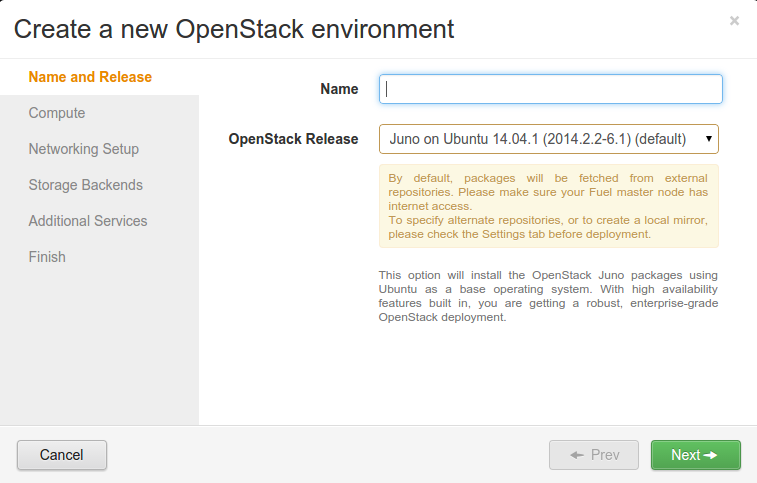 Create a new OpenStack environment
×
Name and Release
Compute
Networking Setup
Storage Backends
Additional Services
Finish
Name
OpenStack Release
Juno on Ubuntu 14.04.1 (2014.2.2-6.1) (default)
By default, packages will be fetched from external
repositories. Please make sure your Fuel master node has
internet access.
To specify alternate repositories, or to create a local mirror,
please check the Settings tab before deployment.
This option will install the OpenStack Juno packages using
Ubuntu as a base operating system. With high availability
features built in, you are getting a robust, enterprise-grade
OpenStack deployment.
Cancel
Prev
Next